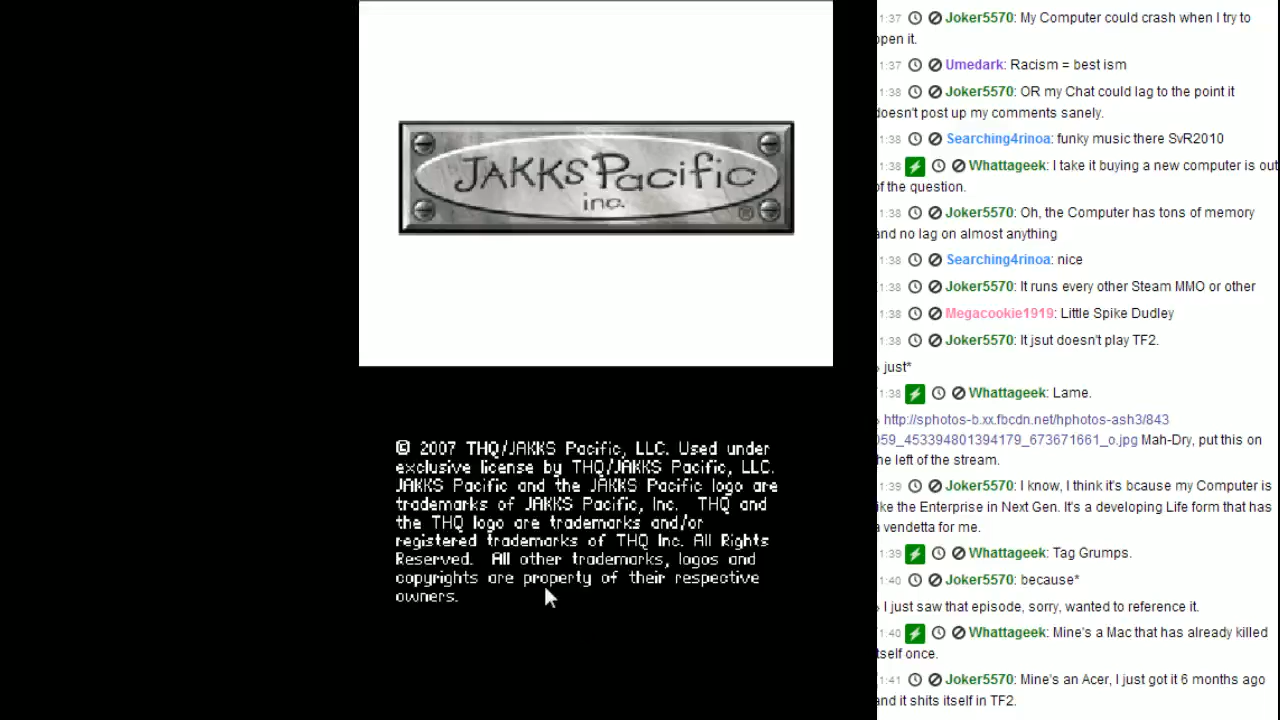 JAKKS Pacific
inc.
®
© 2007 THQ/JAKKS Pacific, LLC. Used under
exclusive license by THQ/JAKKS Pacific, LLC.
JAKKS Pacific and the JAKKS Pacific logo are
trademarks of JAKKS Pacific, Inc. THQ and
the THQ logo are trademarks and/or
registered trademarks of THQ Inc. All Rights
Reserved. All other trademarks, logos and
copyrights are property of their respective
owners.
1:37 Joker5570: My Computer could crash when I try to
open it.
1:37 Umedark: Racism = best ism
1:38 Joker5570: OR my Chat could lag to the point it
doesn't post up my comments sanely.
1:38 Searching4rinoa: funky music there SvR2010
1:38 Whattageek: I take it buying a new computer is out
of the question.
1:38 Joker5570: Oh, the Computer has tons of memory
and no lag on almost anything
1:38 Searching4rinoa: nice
1:38 Joker5570: It runs every other Steam MMO or other
1:38 Megacookie1919: Little Spike Dudley
1:38 Joker5570: It jsut doesn't play TF2.
just*
1:38 Whattageek: Lame.
http://sphotos-b.xx.fbcdn.net/hphotos-ash3/843
059_453394801394179_673671661_o.jpg Mah-Dry, put this on
the left of the stream.
1:39 Joker5570: I know, I think it's bcause my Computer is
like the Enterprise in Next Gen. It's a developing Life form that has
a vendetta for me.
1:39 Whattageek: Tag Grumps.
1:40 Joker5570: because*
I just saw that episode, sorry, wanted to reference it.
1:40 Whattageek: Mine's a Mac that has already killed
itself once.
1:41 Joker5570: Mine's an Acer, I just got it 6 months ago
and it shits itself in TF2.